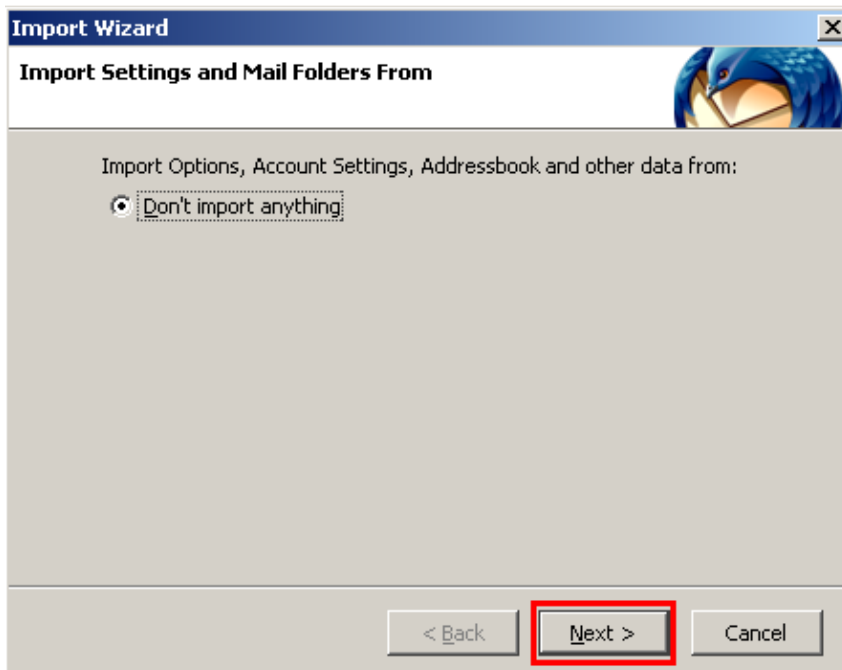 Import Wizard
Import Settings and Mail Folders From
Import Options, Account Settings, Addressbook and other data from:
Don't import anything
< Back Next > Cancel